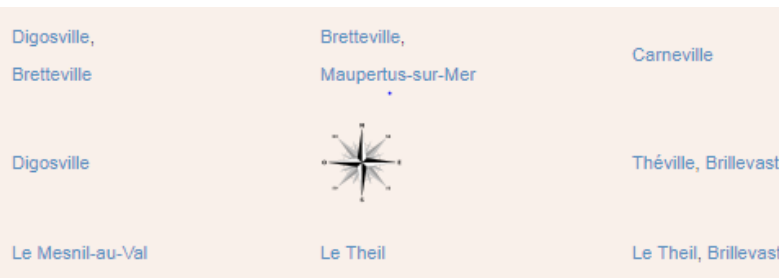 Digosville,
Bretteville
Bretteville,
Maupertus-sur-Mer
Carneville
Digosville
Théville, Brillevast
Le Mesnil-au-Val
Le Theil
Le Theil, Brillevast